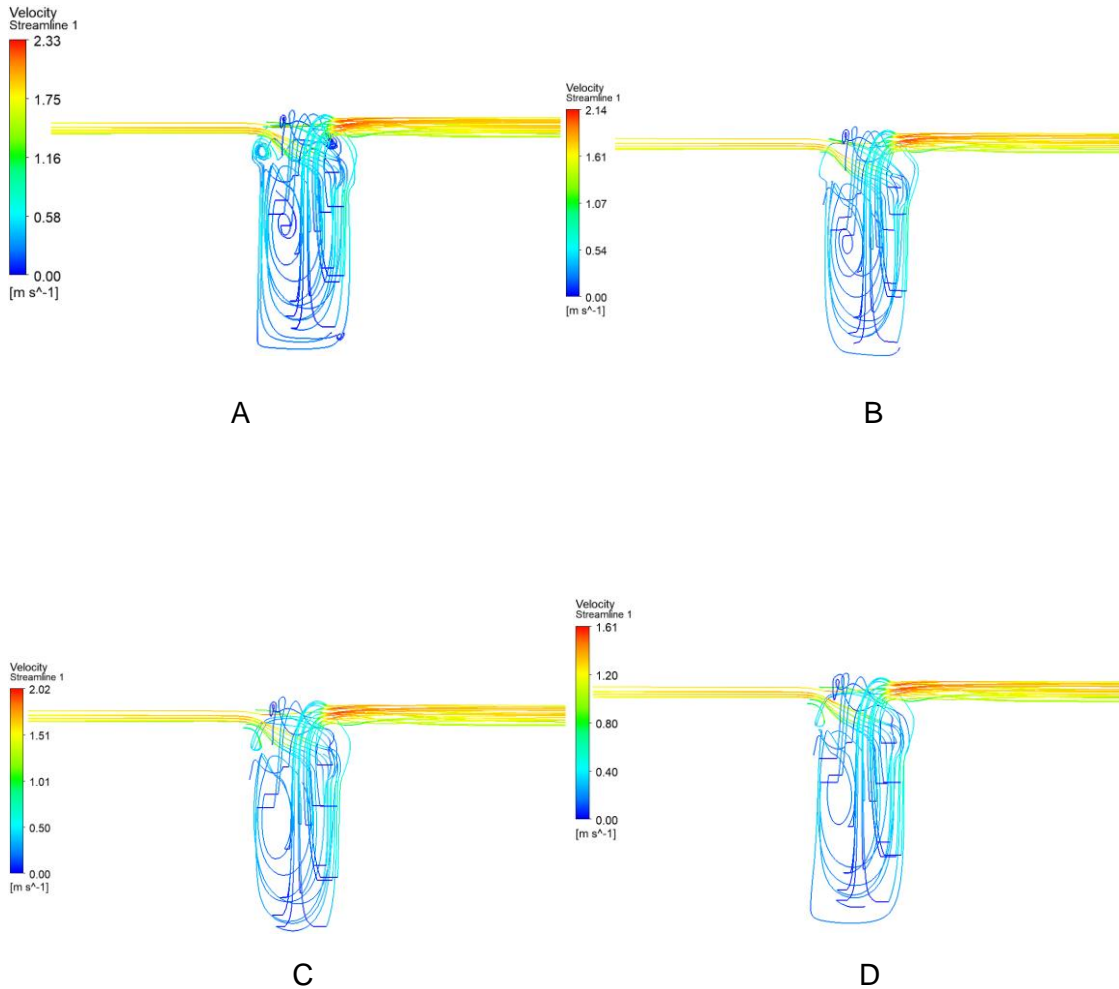 Velocity
Streamline 1
2.33
1.75
1.16
0.58
0.00
[m s^-1]
A
Velocity
Streamline 1
2.14
1.61
1.07
0.54
0.00
[m s^-1]
B
Velocity
Streamline 1
2.02
1.51
1.01
0.50
0.00
[m s^-1]
C
Velocity
Streamline 1
1.61
1.20
0.80
0.40
0.00
[m s^-1]
D